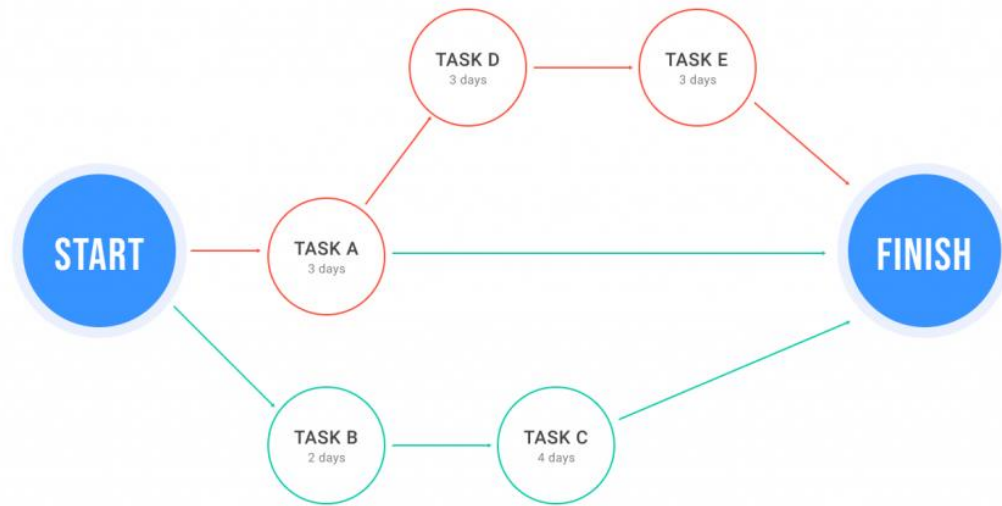 TASK D
3 days
TASK E
3 days
START
TASK A
3 days
FINISH
TASK B
2 days
TASK C
4 days